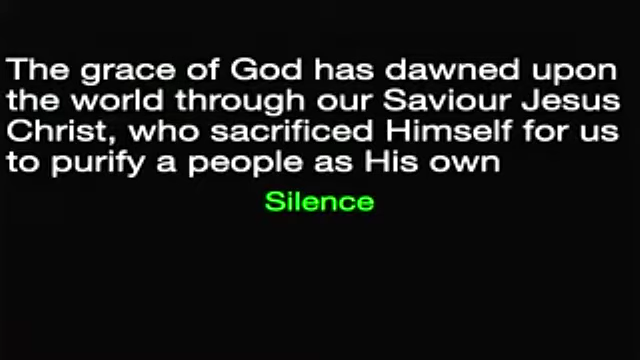 The grace of God has dawned upon
the world through our Saviour Jesus
Christ, who sacrificed Himself for us
to purify a people as His own
Silence